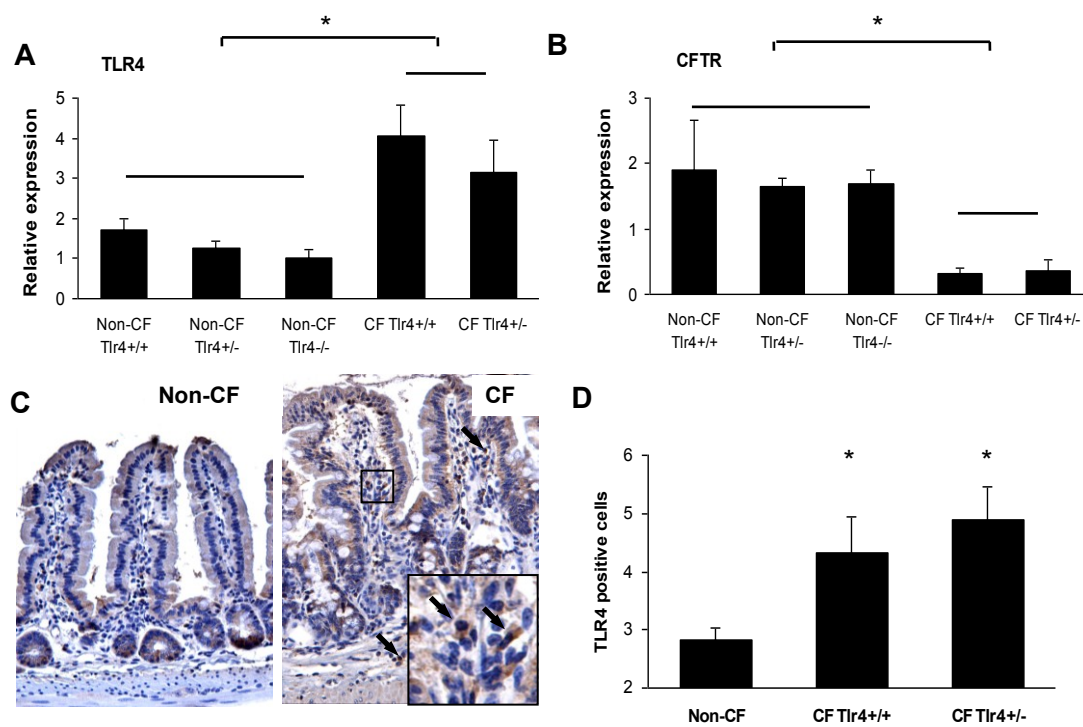 A
TLR4
*
Relative expression
5
4
3
2
1
0
Non-CF
Tlr4+/+
Non-CF
Tlr4+/-
Non-CF
Tlr4-/-
CF Tlr4+/+
CF Tlr4+/-
B
CFTR
*
Relative expression
3
2
1
0
Non-CF
Tlr4+/+
Non-CF
Tlr4+/-
Non-CF
Tlr4-/-
CF Tlr4+/+
CF Tlr4+/-
C
Non-CF
CF
D
TLR4 positive cells
6
5
4
3
2
*
*
Non-CF
CF Tlr4+/+
CF Tlr4+/-